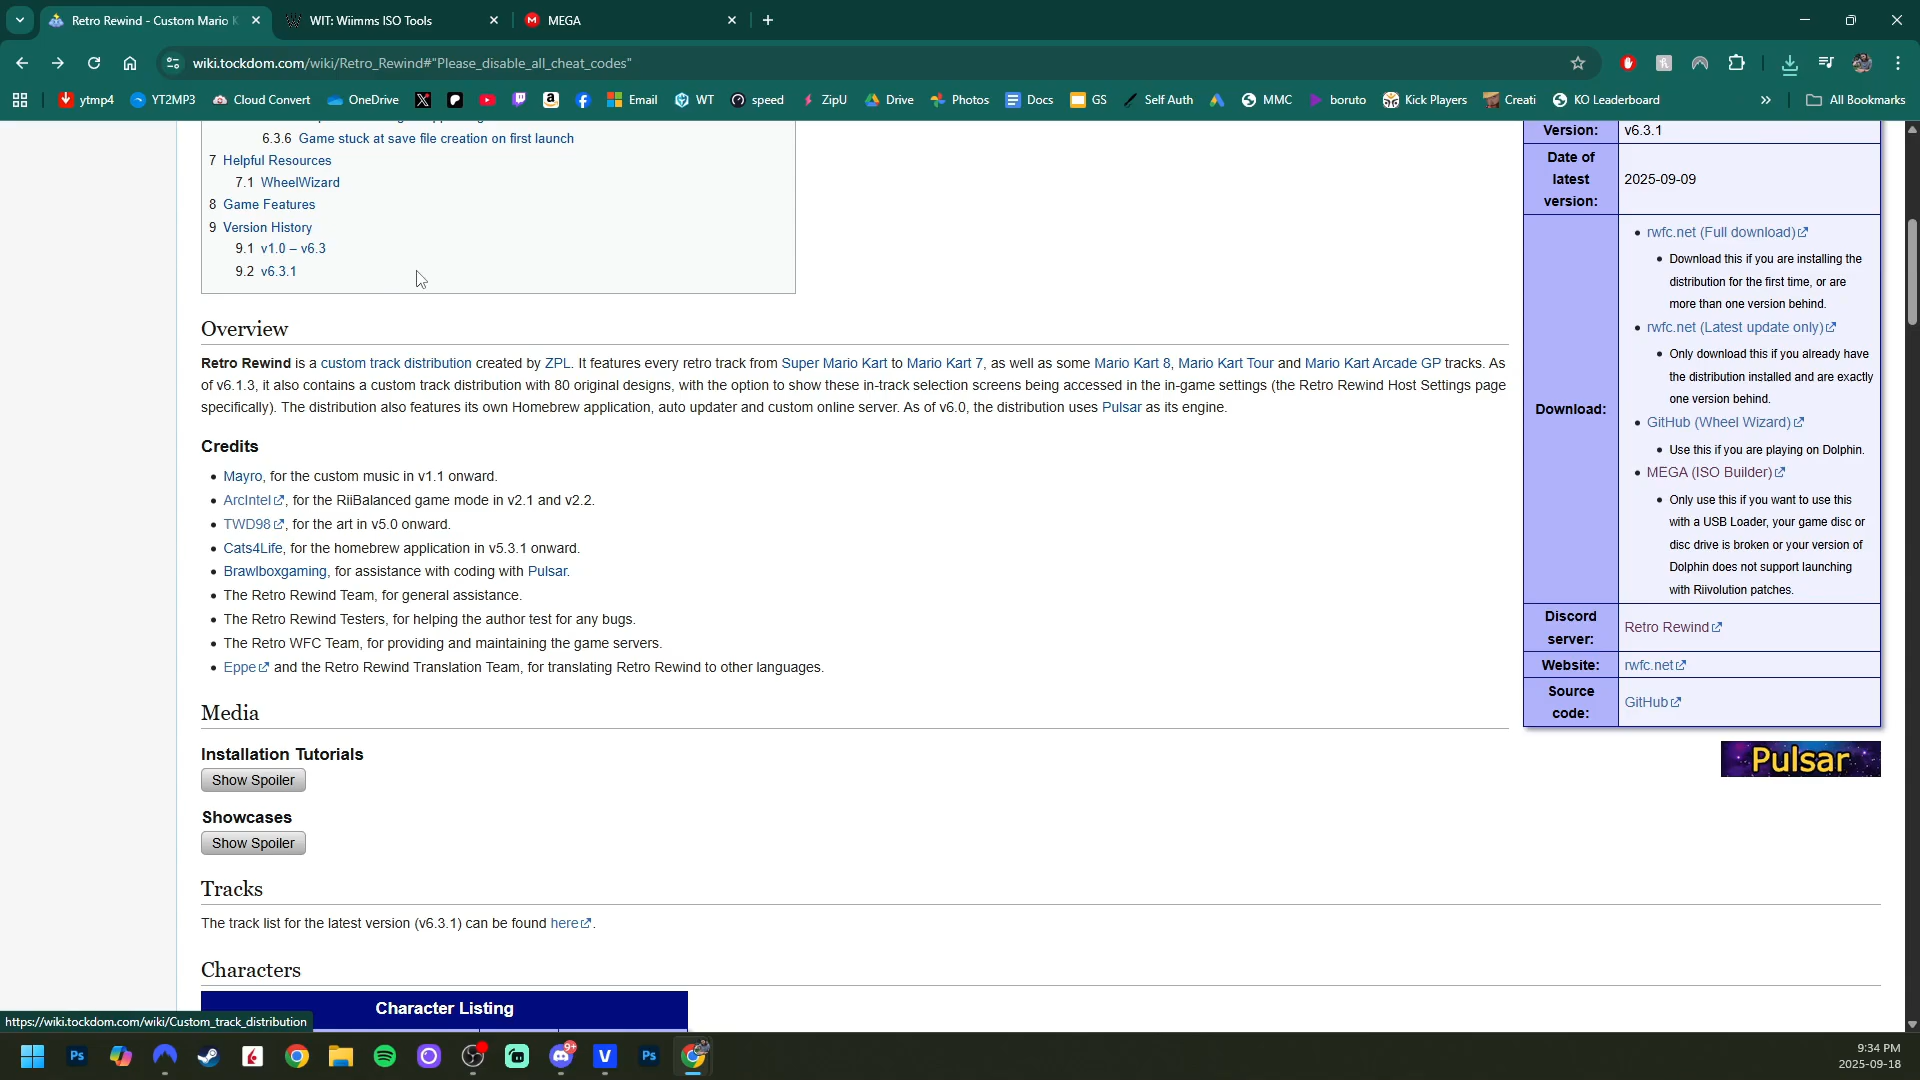 Retro Rewind - Custom Mario K
WIT: Wiimms ISO Tools
MEGA
wiki.tockdom.com/wiki/Retro_Rewind#"Please_disable_all_cheat_codes"
ytmp4
YT2MP3
Cloud Convert
OneDrive
Email
WT
speed
ZipU
Drive
Photos
Docs
GS
Self Auth
MMC
boruto
Kick Players
Creati
KO Leaderboard
All Bookmarks
6.3.6 Game stuck at save file creation on first launch
7 Helpful Resources
7.1 WheelWizard
8 Game Features
9 Version History
9.1 v1.0 – v6.3
9.2 v6.3.1
Overview
Retro Rewind is a custom track distribution created by ZPL. It features every retro track from Super Mario Kart to Mario Kart 7, as well as some Mario Kart 8, Mario Kart Tour and Mario Kart Arcade GP tracks. As
of v6.1.3, it also contains a custom track distribution with 80 original designs, with the option to show these in-track selection screens being accessed in the in-game settings (the Retro Rewind Host Settings page
specifically). The distribution also features its own Homebrew application, auto updater and custom online server. As of v6.0, the distribution uses Pulsar as its engine.
Credits
• Mayro, for the custom music in v1.1 onward.
• ArcIntel, for the RiiBalanced game mode in v2.1 and v2.2.
• TWD98, for the art in v5.0 onward.
• Cats4Life, for the homebrew application in v5.3.1 onward.
• Brawlboxgaming, for assistance with coding with Pulsar.
• The Retro Rewind Team, for general assistance.
• The Retro Rewind Testers, for helping the author test for any bugs.
• The Retro WFC Team, for providing and maintaining the game servers.
• Eppe and the Retro Rewind Translation Team, for translating Retro Rewind to other languages.
Media
Installation Tutorials
Show Spoiler
Showcases
Show Spoiler
Tracks
The track list for the latest version (v6.3.1) can be found here.
Characters
Character Listing
Version: v6.3.1
Date of
latest
version:
2025-09-09
Download:
• rwfc.net (Full download)
• Download this if you are installing the
distribution for the first time, or are
more than one version behind.
• rwfc.net (Latest update only)
• Only download this if you already have
the distribution installed and are exactly
one version behind.
• GitHub (Wheel Wizard)
• Use this if you are playing on Dolphin.
• MEGA (ISO Builder)
• Only use this if you want to use this
with a USB Loader, your game disc or
disc drive is broken or your version of
Dolphin does not support launching
with Riivolution patches.
Discord
server:
Retro Rewind
Website: rwfc.net
Source
code:
GitHub
Pulsar
https://wiki.tockdom.com/wiki/Custom_track_distribution
Ps
9+
V
Ps
9:34 PM
2025-09-18